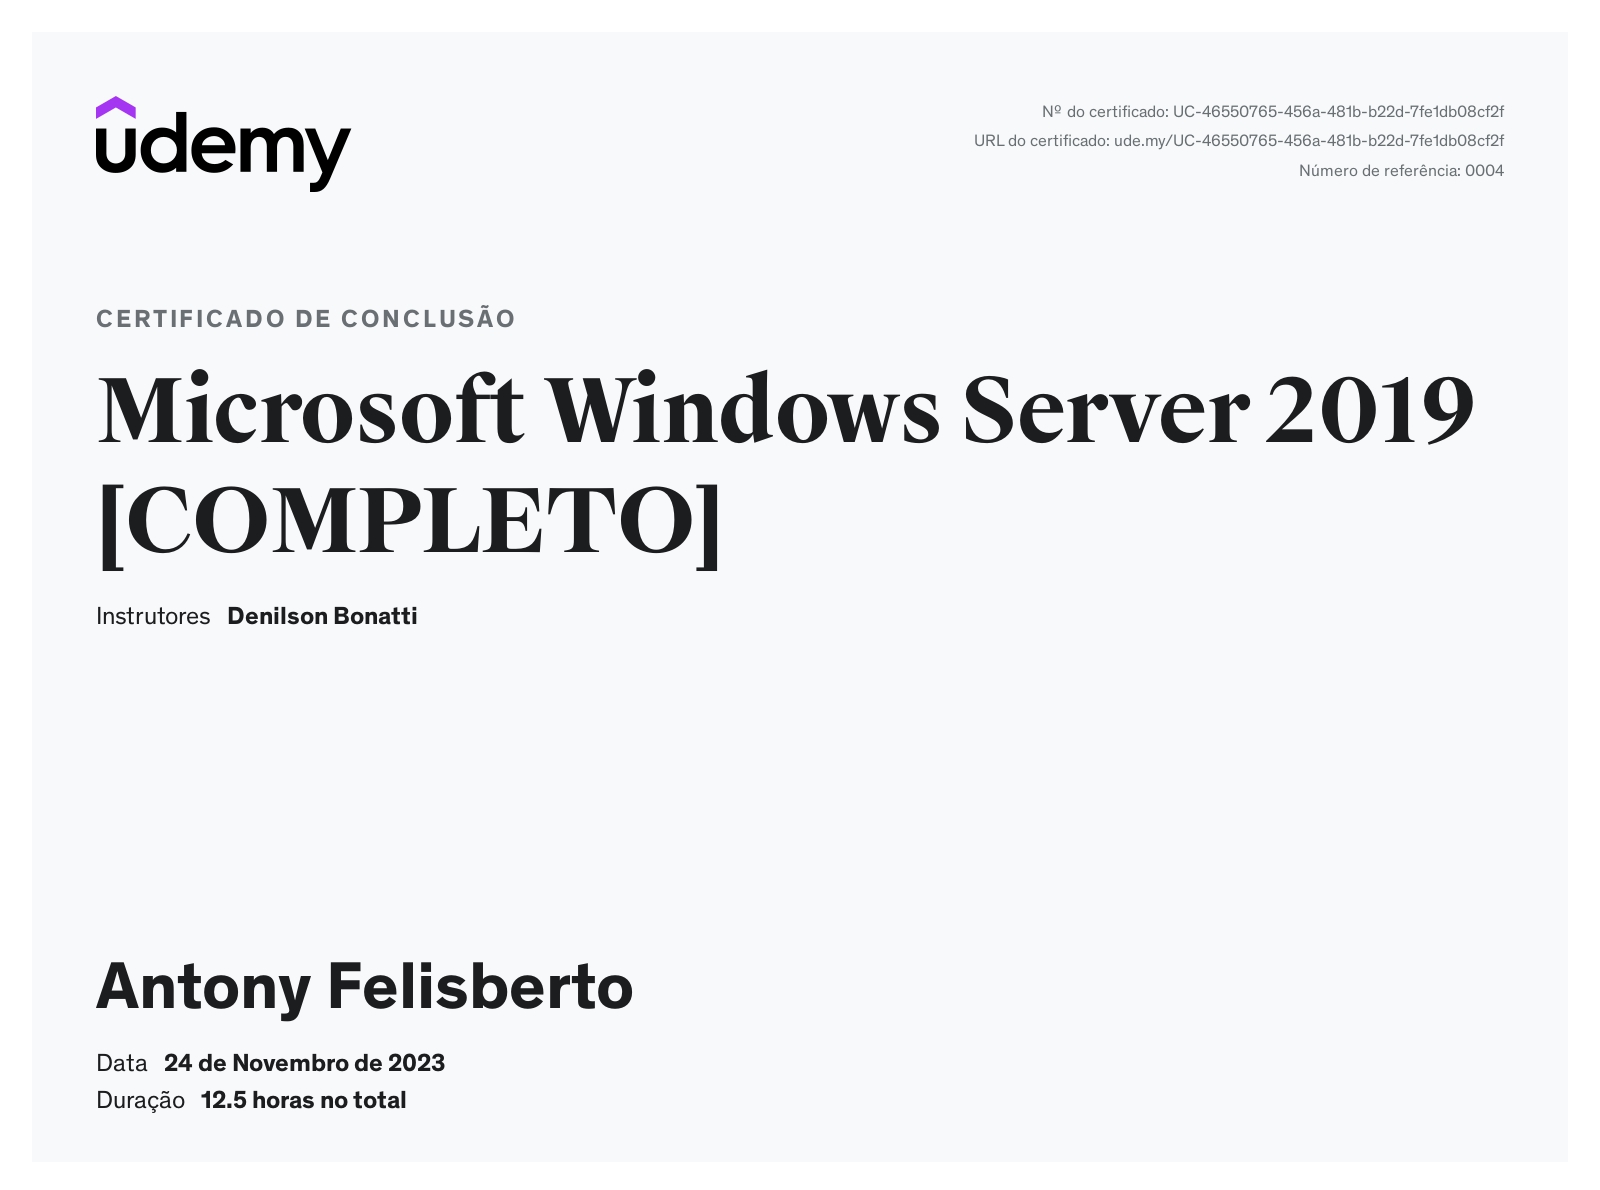 udemy
Nº do certificado: UC-46550765-456a-481b-b22d-7fe1db08cf2f
URL do certificado: ude.my/UC-46550765-456a-481b-b22d-7fe1db08cf2f
Número de referência: 0004
CERTIFICADO DE CONCLUSÃO
Microsoft Windows Server 2019
[COMPLETO]
Instrutores Denilson Bonatti
Antony Felisberto
Data 24 de Novembro de 2023
Duração 12.5 horas no total